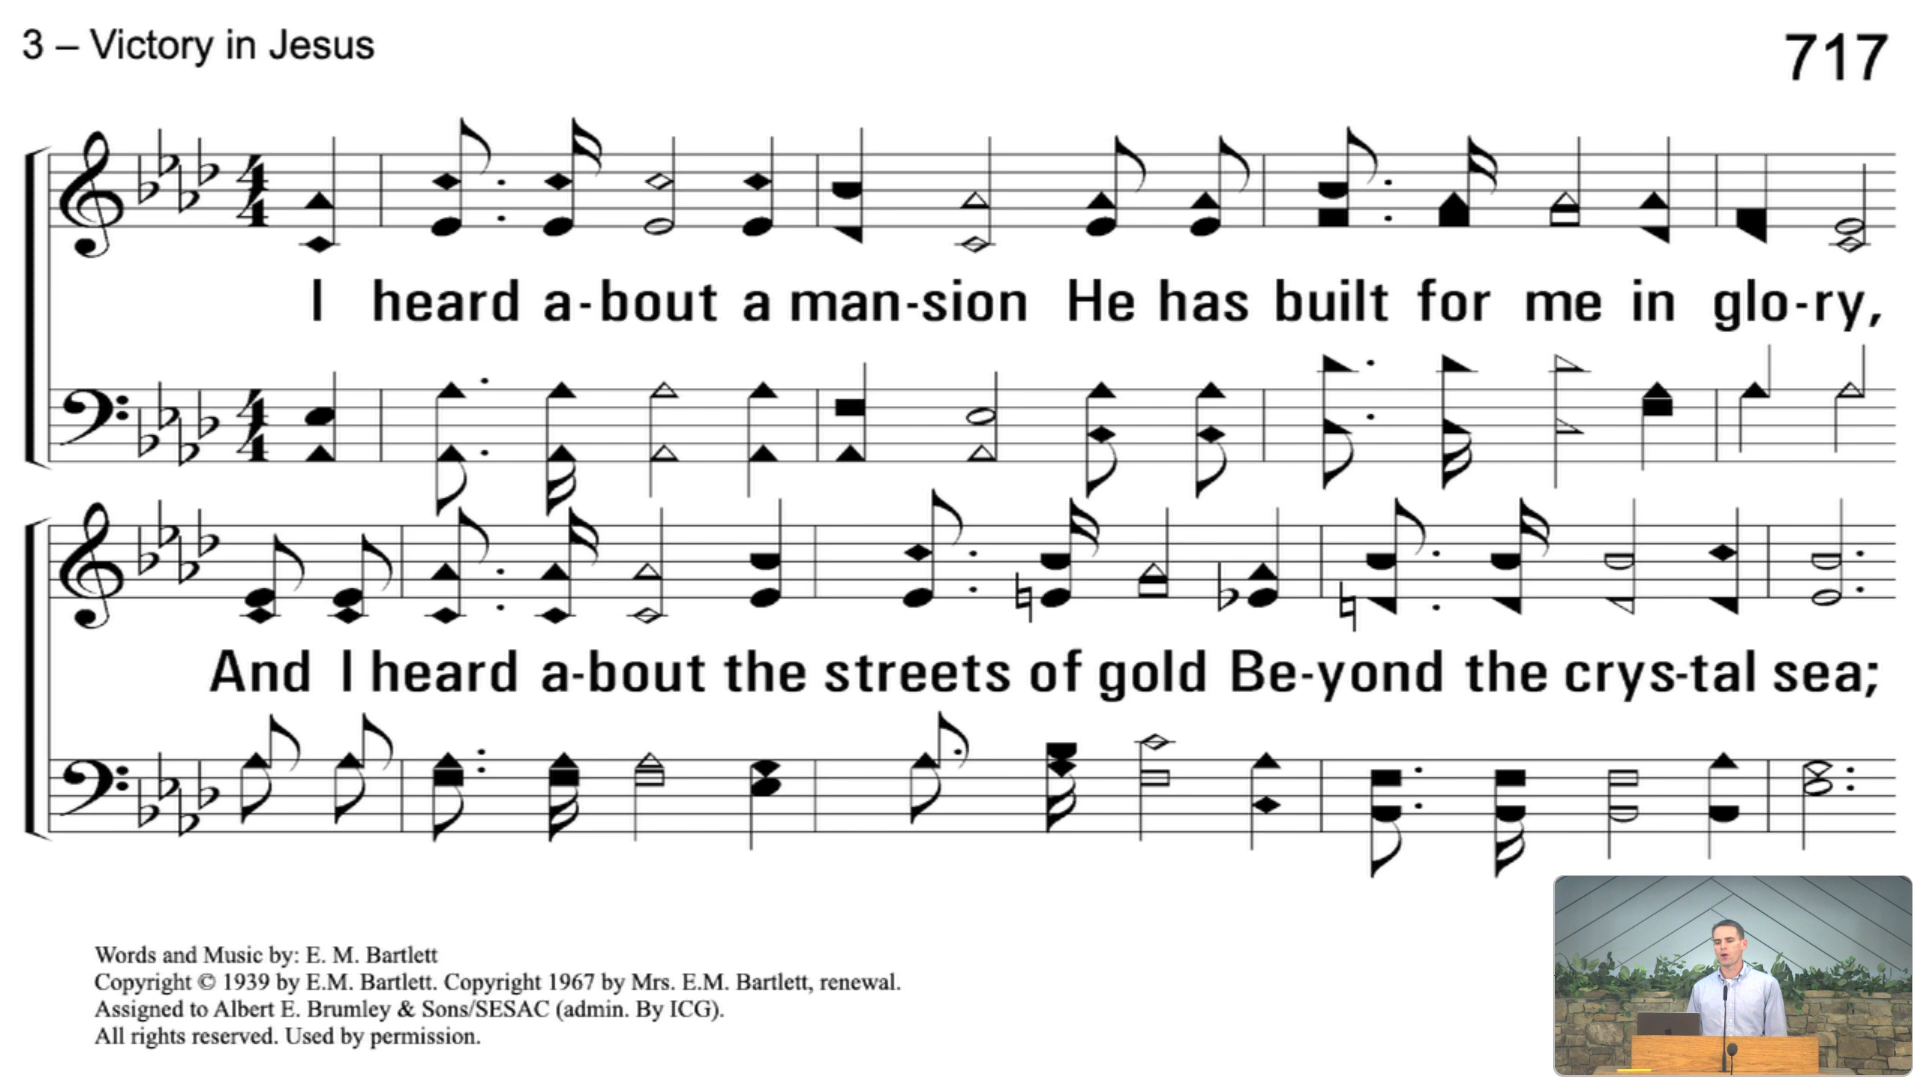 3 – Victory in Jesus
717
I heard a-bout a man-sion He has built for me in glo-ry,
And I heard a-bout the streets of gold Be-yond the crys-tal sea;
Words and Music by: E. M. Bartlett
Copyright © 1939 by E.M. Bartlett. Copyright 1967 by Mrs. E.M. Bartlett, renewal.
Assigned to Albert E. Brumley & Sons/SESAC (admin. By ICG).
All rights reserved. Used by permission.